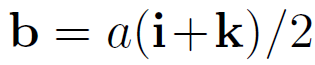 b = a(i+k)/2